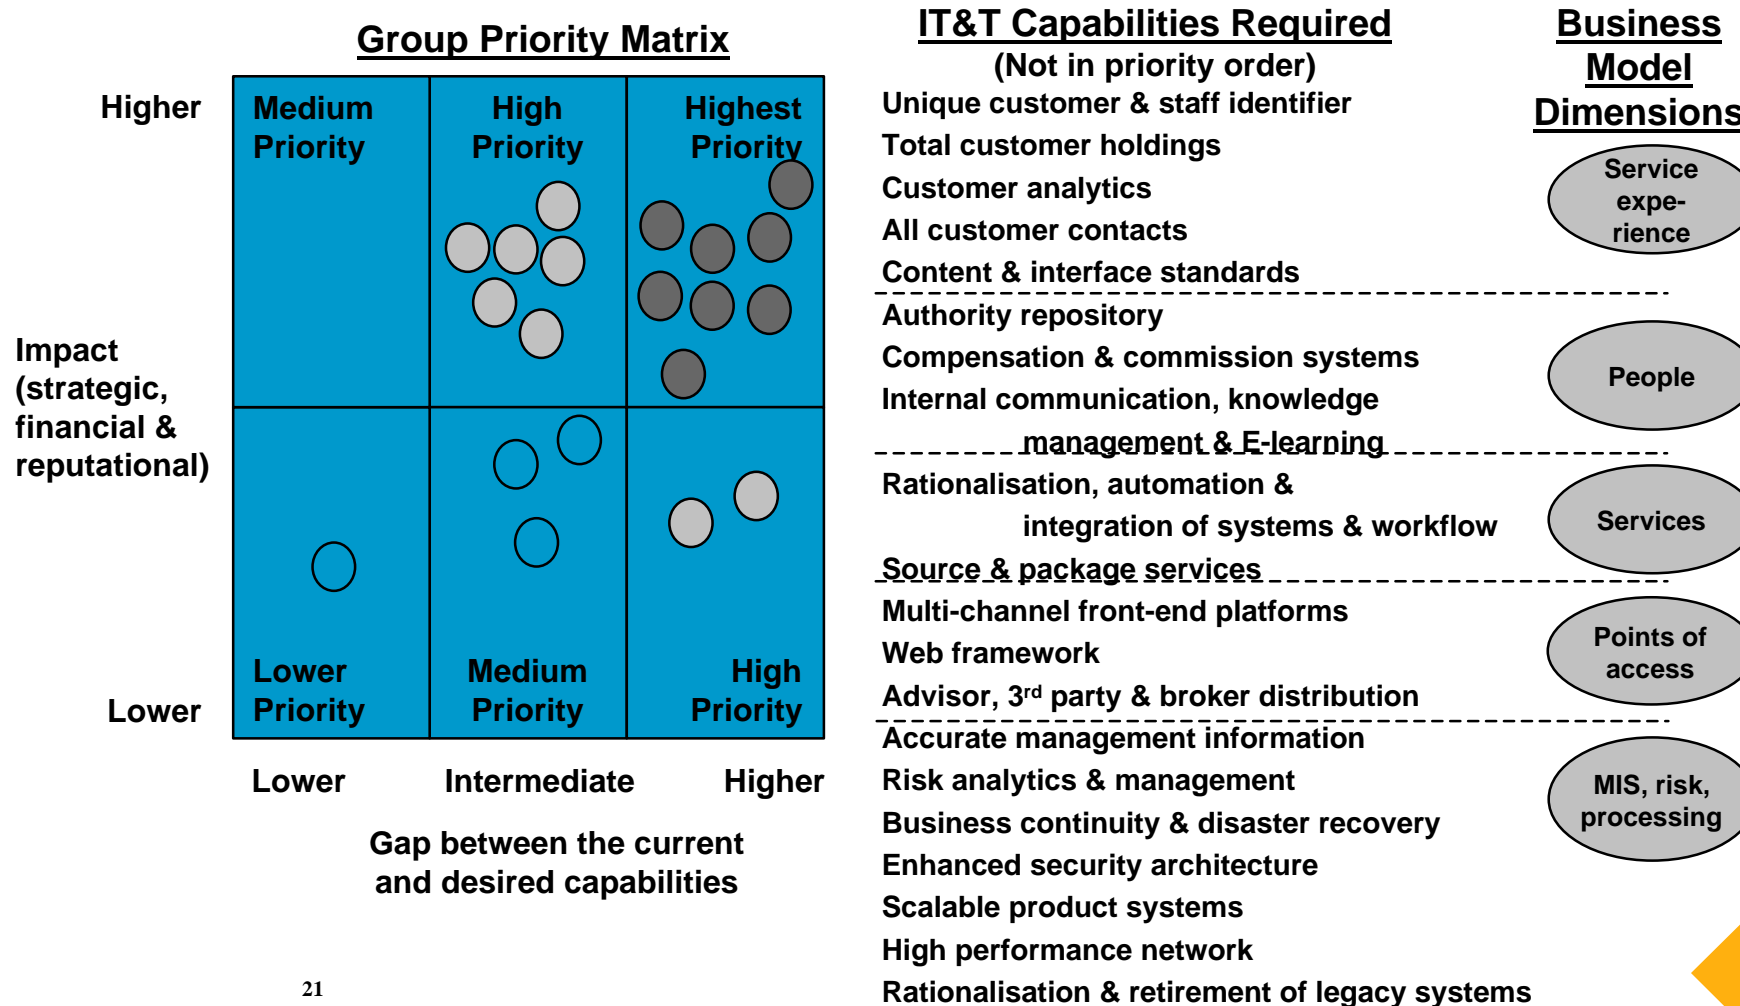 Group Priority Matrix
Higher
Medium
Priority
High
Priority
Highest
Priority
Impact
(strategic,
financial &
reputational)
Lower
Priority
Medium
Priority
High
Priority
Lower
Lower
Intermediate
Higher
Gap between the current
and desired capabilities
21
IT&T Capabilities Required
(Not in priority order)
Unique customer & staff identifier
Total customer holdings
Customer analytics
All customer contacts
Content & interface standards
Authority repository
Compensation & commission systems
Internal communication, knowledge
management & E-learning
Rationalisation, automation &
integration of systems & workflow
Source & package services
Multi-channel front-end platforms
Web framework
Advisor, 3rd party & broker distribution
Accurate management information
Risk analytics & management
Business continuity & disaster recovery
Enhanced security architecture
Scalable product systems
High performance network
Rationalisation & retirement of legacy systems
Business
Model
Dimensions
Service
expe-
rience
People
Services
Points of
access
MIS, risk,
processing